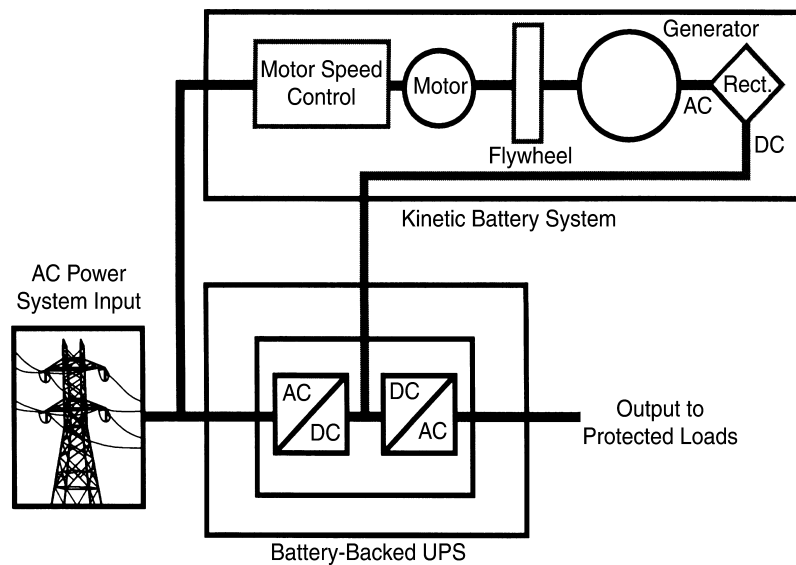 Generator
Motor Speed
Control
Motor
Rect.
AC
DC
Flywheel
Kinetic Battery System
AC Power
System Input
AC
DC
DC
AC
Output to
Protected Loads
Battery-Backed UPS